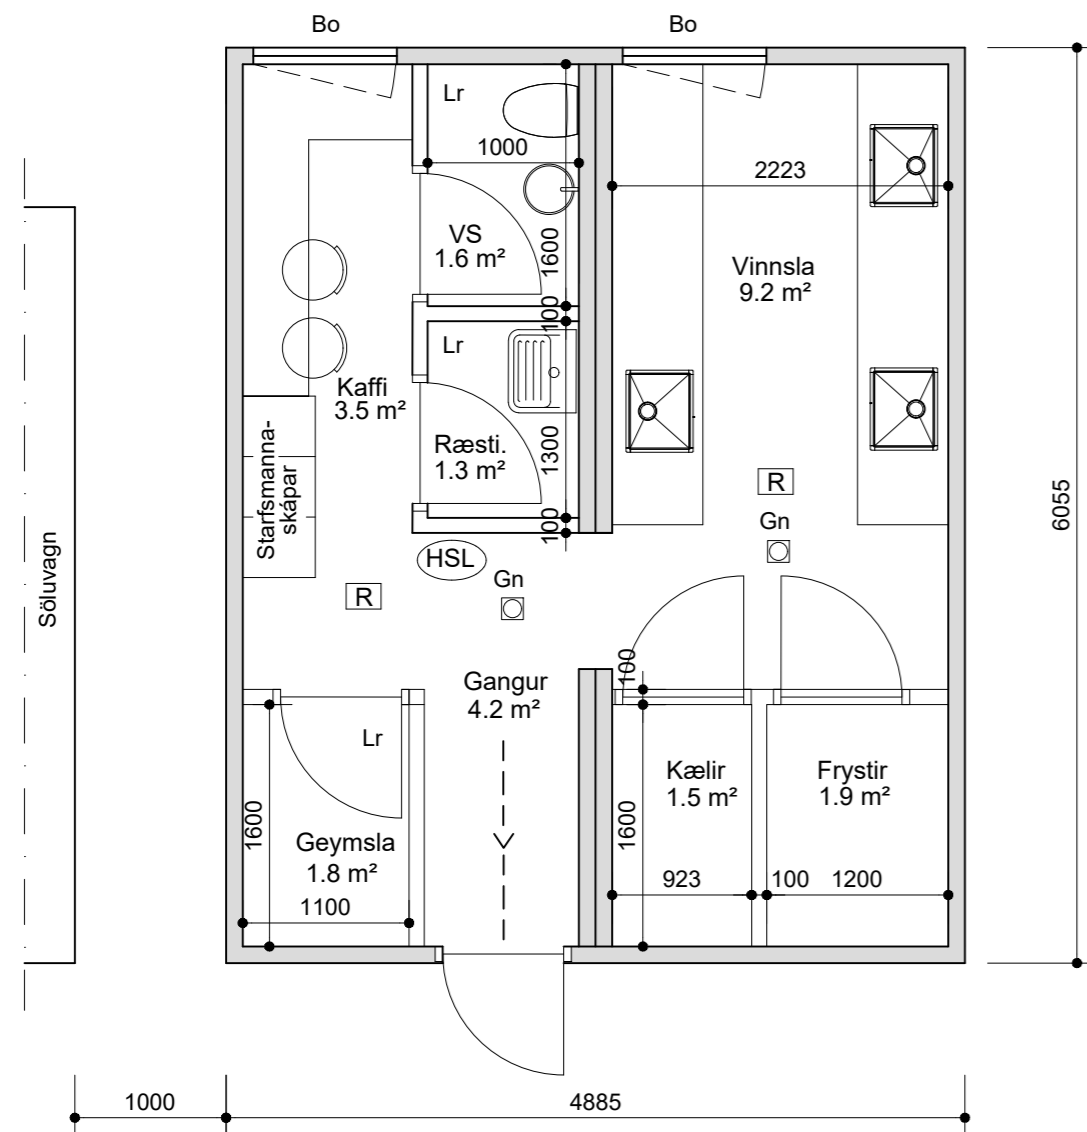 Bo
Bo
Lr
1000
2223
VS
1.6 m²
1600
Vinnsla
9.2 m²
100
Lr
Kaffi
3.5 m²
Ræsti.
1.3 m²
1300
Starfsmanna-
skápar
R
Gn
100
6055
HSL
Gn
R
Söluvagn
100
Gangur
4.2 m²
Lr
Kælir
1.5 m²
Frystir
1.9 m²
1600
1600
Geymsla
1.8 m²
923
100
1200
1100
1000
4885